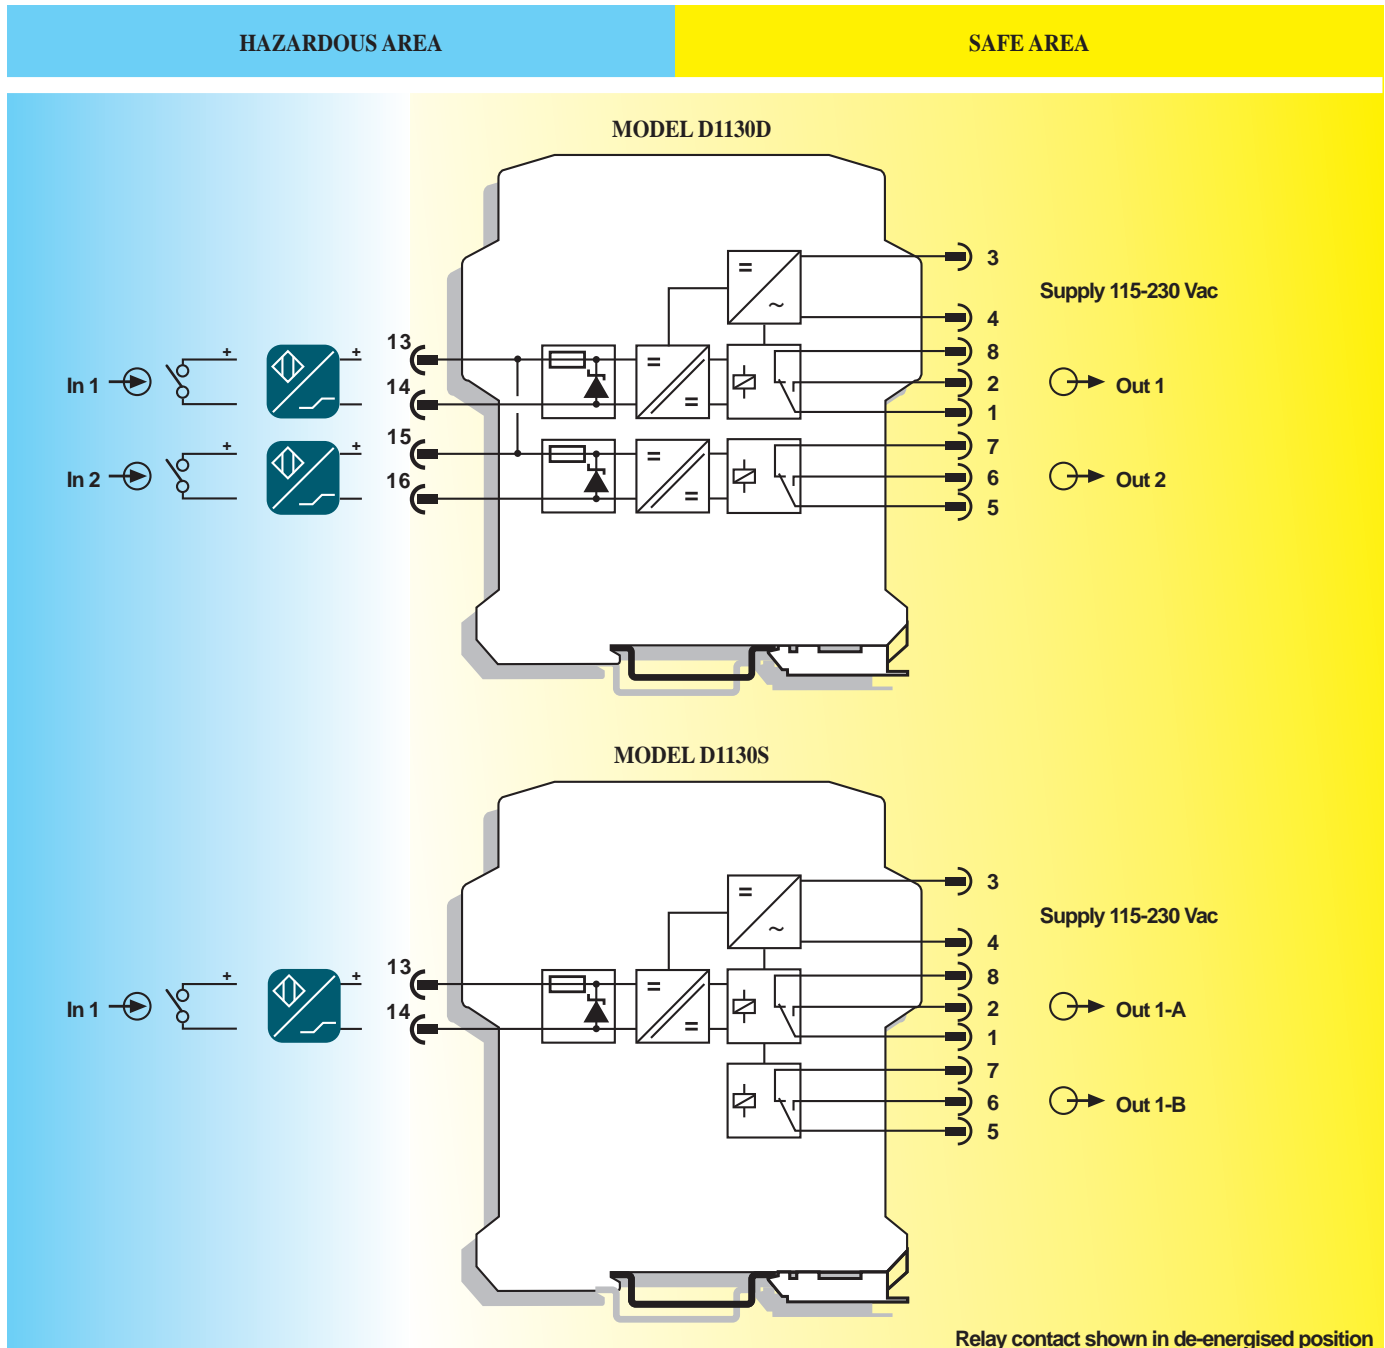 HAZARDOUS AREA
SAFE AREA
MODEL D1130D
3
Supply 115-230 Vac
4
In 1
+
+
13
14
8
2
1
Out 1
In 2
+
+
15
16
7
6
5
Out 2
MODEL D1130S
3
Supply 115-230 Vac
4
In 1
+
+
13
14
8
2
1
Out 1-A
7
6
5
Out 1-B
Relay contact shown in de-energised position